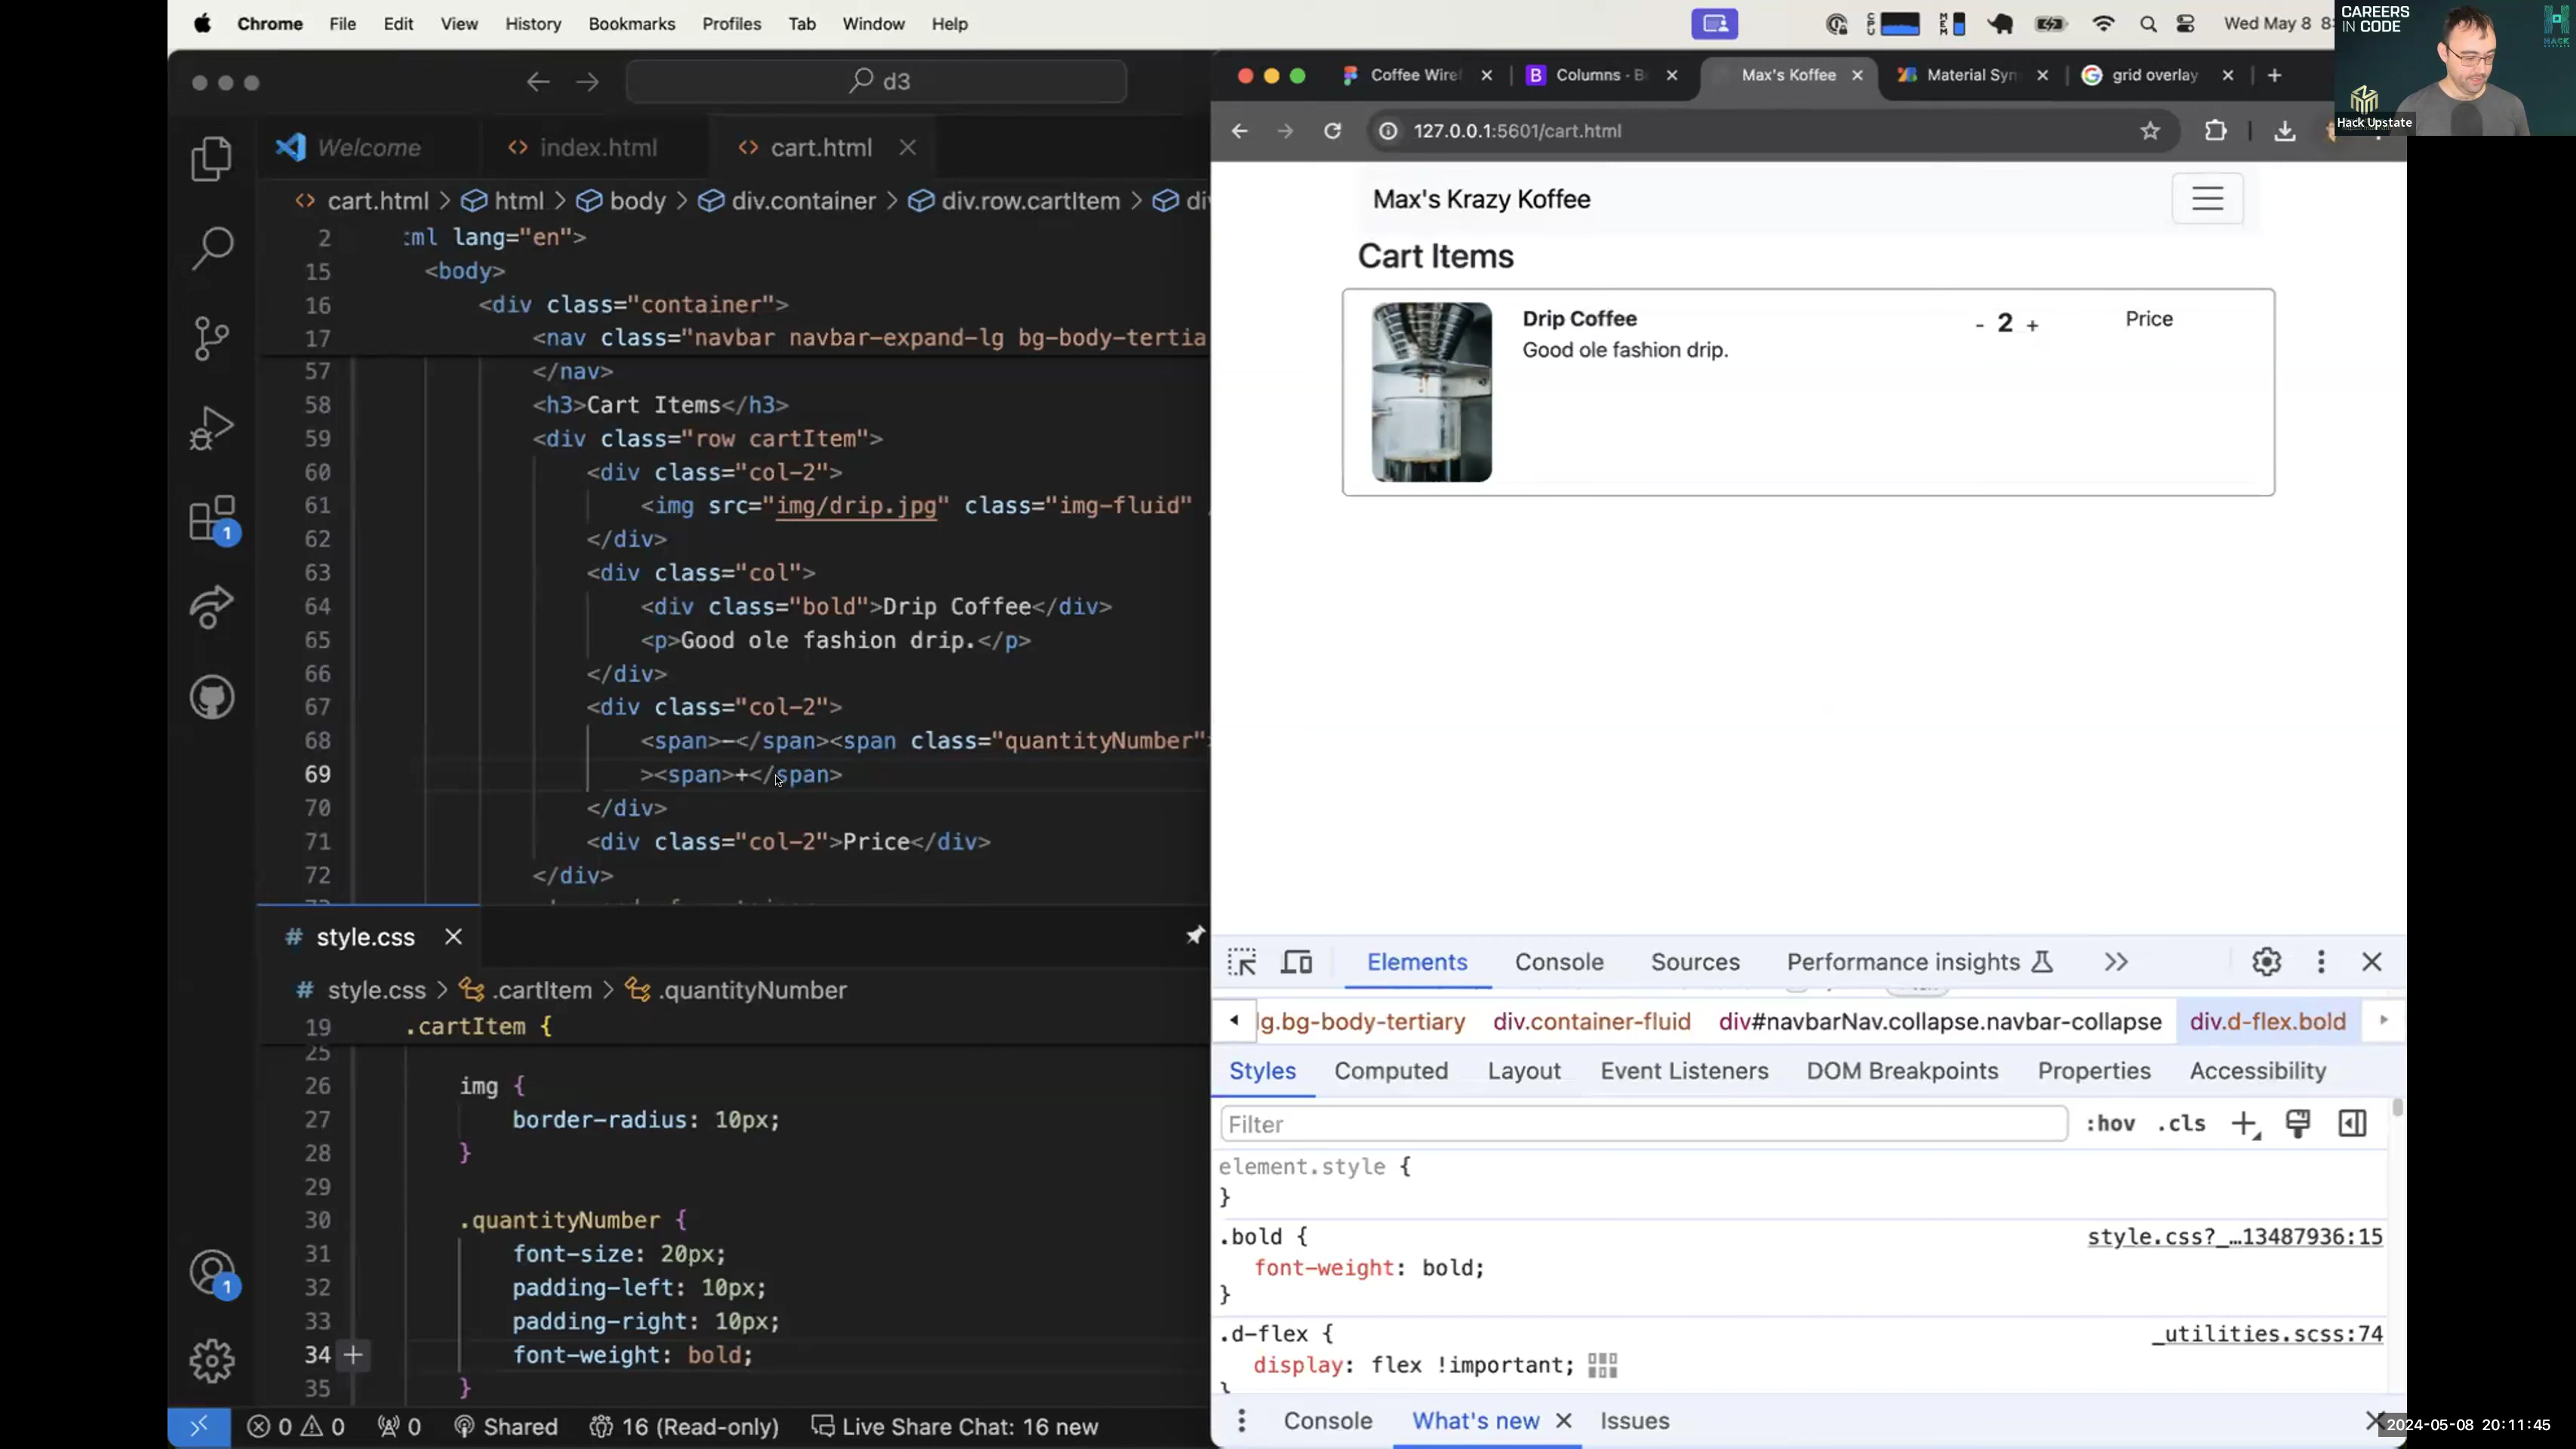 Chrome File Edit View History Bookmarks Profiles Tab Window Help
CPU MEM Wed May 8
CAREERS IN CODE
HACK
Hack Upstate
d3
Coffee Wire
Columns - B
Max's Koffee
Material Syn
grid overlay
127.0.0.1:5601/cart.html
Welcome
index.html
cart.html
cart.html > html > body > div.container > div.row.cartItem >
2 ml lang="en">
15 <body>
16 <div class="container">
17 <nav class="navbar navbar-expand-lg bg-body-tertia
57 </nav>
58 <h3>Cart Items</h3>
59 <div class="row cartItem">
60 <div class="col-2">
61 <img src="img/drip.jpg" class="img-fluid"
62 </div>
63 <div class="col">
64 <div class="bold">Drip Coffee</div>
65 <p>Good ole fashion drip.</p>
66 </div>
67 <div class="col-2">
68 <span>-</span><span class="quantityNumber"
69 ><span>+</span>
70 </div>
71 <div class="col-2">Price</div>
72 </div>
# style.css
# style.css > .cartItem > .quantityNumber
19 .cartItem {
25
26 img {
27 border-radius: 10px;
28 }
29
30 .quantityNumber {
31 font-size: 20px;
32 padding-left: 10px;
33 padding-right: 10px;
34 font-weight: bold;
35 }
1
1
0 0 0 Shared 16 (Read-only) Live Share Chat: 16 new
Max's Krazy Koffee
Cart Items
Drip Coffee - 2 + Price
Good ole fashion drip.
Elements Console Sources Performance insights
lg.bg-body-tertiary div.container-fluid div#navbarNav.collapse.navbar-collapse div.d-flex.bold
Styles Computed Layout Event Listeners DOM Breakpoints Properties Accessibility
Filter :hov .cls
element.style {
}
.bold { style.css?_…13487936:15
font-weight: bold;
}
.d-flex { _utilities.scss:74
display: flex !important;
}
Console What's new Issues
2024-05-08 20:11:45